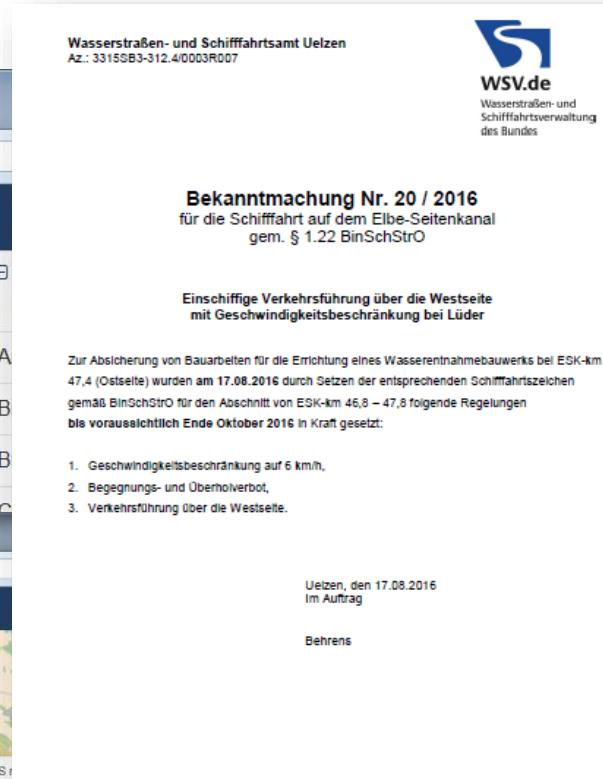 Wasserstraßen- und Schifffahrtsamt Uelzen
Az.: 3315SB3-312.4/0003R007
WSV.de
Wasserstraßen- und
Schifffahrtsverwaltung
des Bundes
Bekanntmachung Nr. 20 / 2016
für die Schifffahrt auf dem Elbe-Seitenkanal
gem. § 1.22 BinSchStrO
Einschiffige Verkehrsführung über die Westseite
mit Geschwindigkeitsbeschränkung bei Lüder
Zur Absicherung von Bauarbeiten für die Errichtung eines Wasserentnahmebauwerks bei ESK-km
47,4 (Ostseite) wurden am 17.08.2016 durch Setzen der entsprechenden Schifffahrtszeichen
gemäß BinSchStrO für den Abschnitt von ESK-km 46,8 – 47,8 folgende Regelungen
bis voraussichtlich Ende Oktober 2016 in Kraft gesetzt:
1. Geschwindigkeitsbeschränkung auf 6 km/h,
2. Begegnungs- und Überholverbot,
3. Verkehrsführung über die Westseite.
Uelzen, den 17.08.2016
Im Auftrag
Behrens
A
B
B